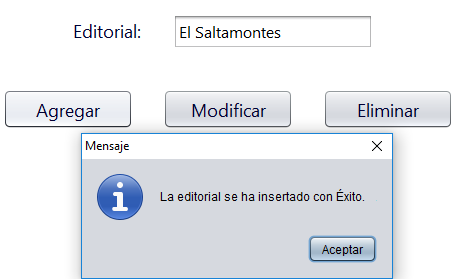 Editorial: El Saltamontes
Agregar Modificar Eliminar
Mensaje
La editorial se ha insertado con Éxito.
Aceptar